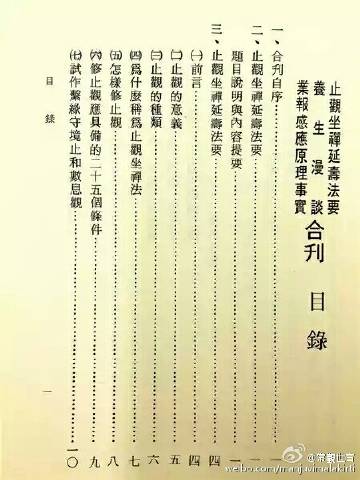 止觀坐禪延壽法要
養生漫談
業報感應原理事實
合刊 目錄
一、合刊自序……………一
二、止觀坐禪延壽法要……………一
題目說明與內容提要……………一
三、止觀坐禪延壽法要……………四
㈠前言……………四
㈡止觀的意義……………五
㈢止觀的種類……………六
㈣爲什麼稱爲止觀坐禪法……………七
㈤怎樣修止觀……………八
㈥修止觀應具備的二十五個條件……………九
㈦試作繫緣守境止和數息觀……………一〇
目錄 一
@常觀世音
weibo.com/manjuvimalakirti